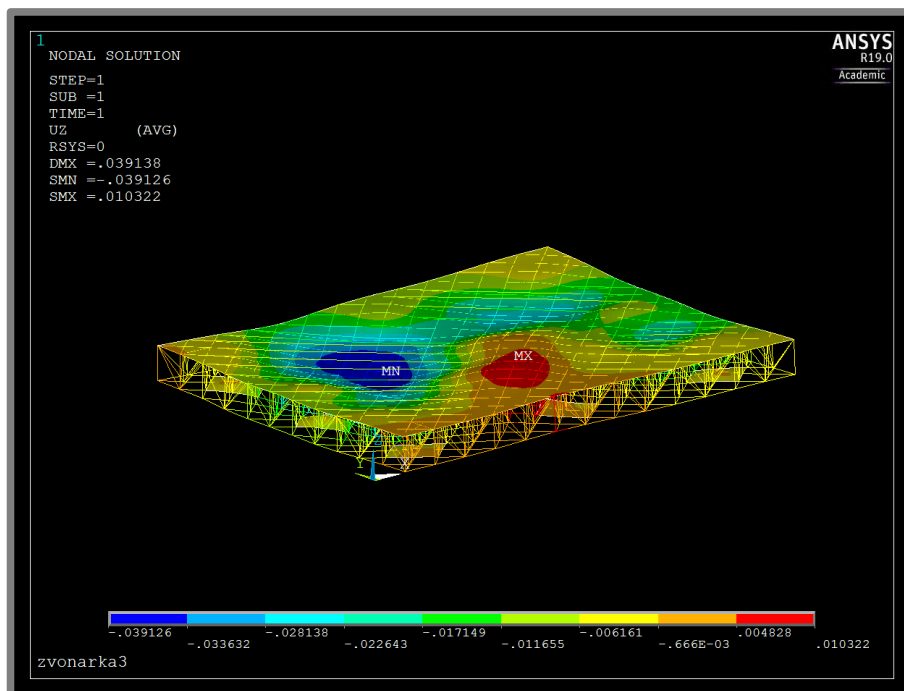 1
NODAL SOLUTION
STEP=1
SUB =1
TIME=1
UZ (AVG)
RSYS=0
DMX =.039138
SMN =-.039126
SMX =.010322
ANSYS
R19.0
Academic
MX
MN
Z
Y
-.039126 -.028138 -.017149 -.006161 .004828
-.033632 -.022643 -.011655 -.666E-03 .010322
zvonarka3